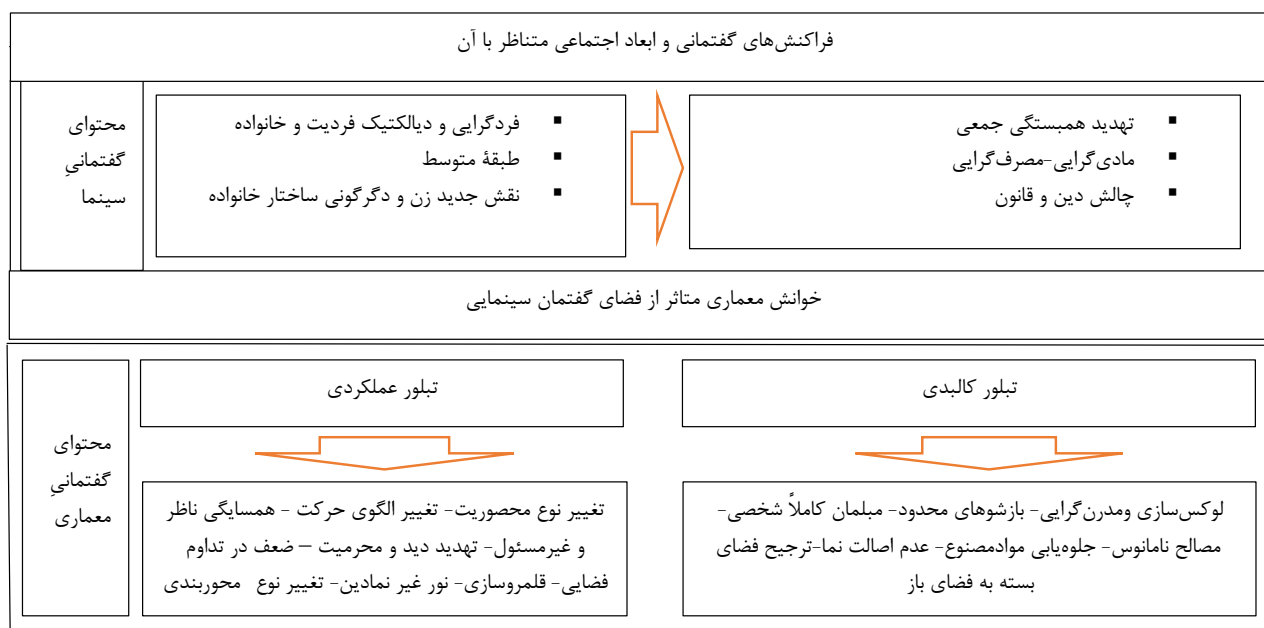 فراکنش‌های گفتمانی و ابعاد اجتماعی متناظر با آن
محتوای
گفتمانیِ
سینما
فردگرایی و دیالکتیک فردیت و خانواده
طبقۀ متوسط
نقش جدید زن و دگرگونی ساختار خانواده
تهدید همبستگی جمعی
مادی‌گرایی-مصرف‌گرایی
چالش دین و قانون
خوانش معماری متاثر از فضای گفتمان سینمایی
محتوای
گفتمانیِ
معماری
تبلور کالبدی
لوکس‌سازی ومدرن‌گرایی- بازشوهای محدود- مبلمان کاملاً شخصی-
مصالح نامانوس- جلوه‌یابی موادمصنوع- عدم اصالت نما-ترجیح فضای
بسته به فضای باز
تبلور عملکردی
تغییر نوع محصوریت- تغییر الگوی حرکت - همسایگی ناظر
و غیرمسئول- تهدید دید و محرمیت – ضعف در تداوم
فضایی- قلمروسازی- نور غیر نمادین- تغییر نوع محوربندی